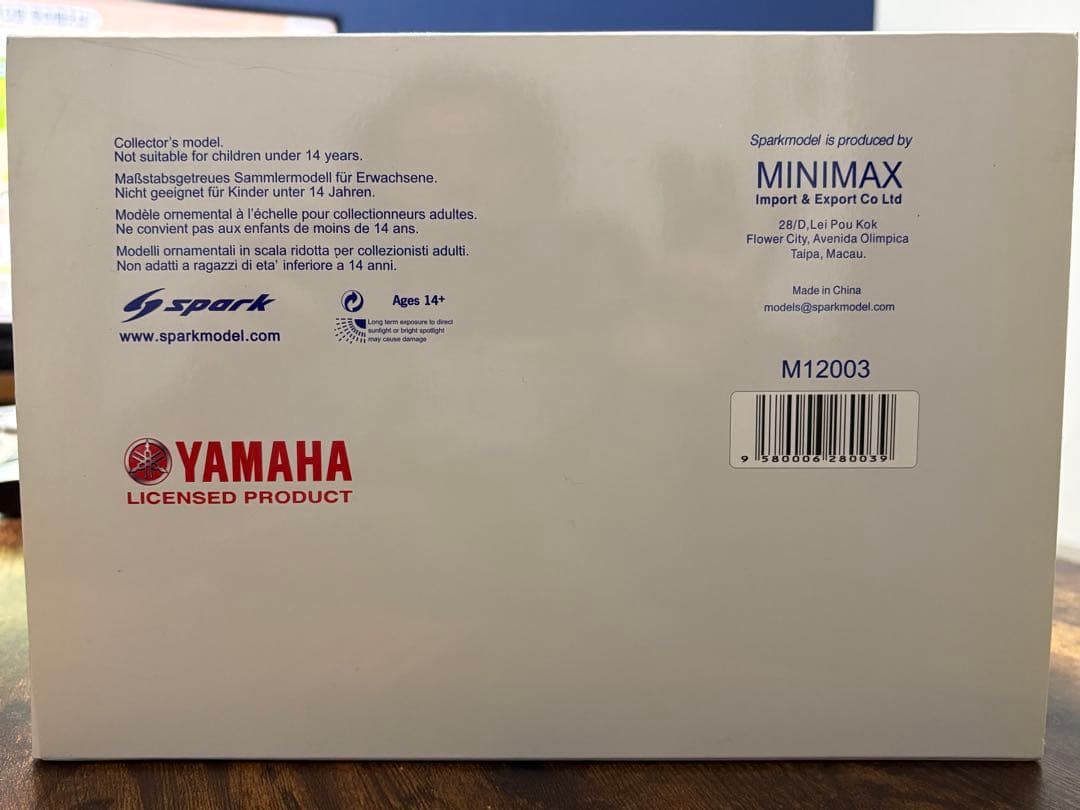 Collector's model.
Not suitable for children under 14 years.
Maßstabsgetreues Sammlermodell für Erwachsene.
Nicht geeignet für Kinder unter 14 Jahren.
Modèle ornemental à l'échelle pour collectionneurs adultes.
Ne convient pas aux enfants de moins de 14 ans.
Modelli ornamentali in scala ridotta per collezionisti adulti.
Non adatti a ragazzi di eta' inferiore a 14 anni.
spark
www.sparkmodel.com
Ages 14+
Long term exposure to direct
sunlight or bright spotlight
may cause damage
YAMAHA
LICENSED PRODUCT
Sparkmodel is produced by
MINIMAX
Import & Export Co Ltd
28/D,Lei Pou Kok
Flower City, Avenida Olimpica
Taipa, Macau.
Made in China
models@sparkmodel.com
M12003
9 580006 280039